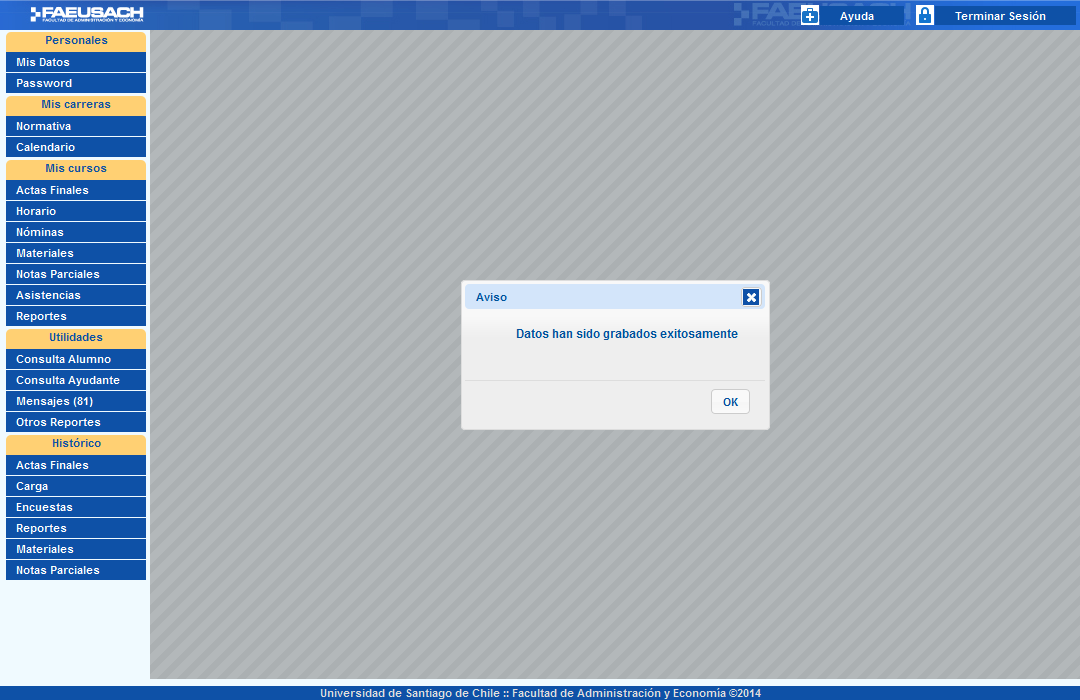 FAEUSACH
FACULTAD DE ADMINISTRACIÓN Y ECONOMÍA
Ayuda
Terminar Sesión
Personales
Mis Datos
Password
Mis carreras
Normativa
Calendario
Mis cursos
Actas Finales
Horario
Nóminas
Materiales
Notas Parciales
Asistencias
Reportes
Utilidades
Consulta Alumno
Consulta Ayudante
Mensajes (81)
Otros Reportes
Histórico
Actas Finales
Carga
Encuestas
Reportes
Materiales
Notas Parciales
Aviso
Datos han sido grabados exitosamente
OK
Universidad de Santiago de Chile :: Facultad de Administración y Economía ©2014